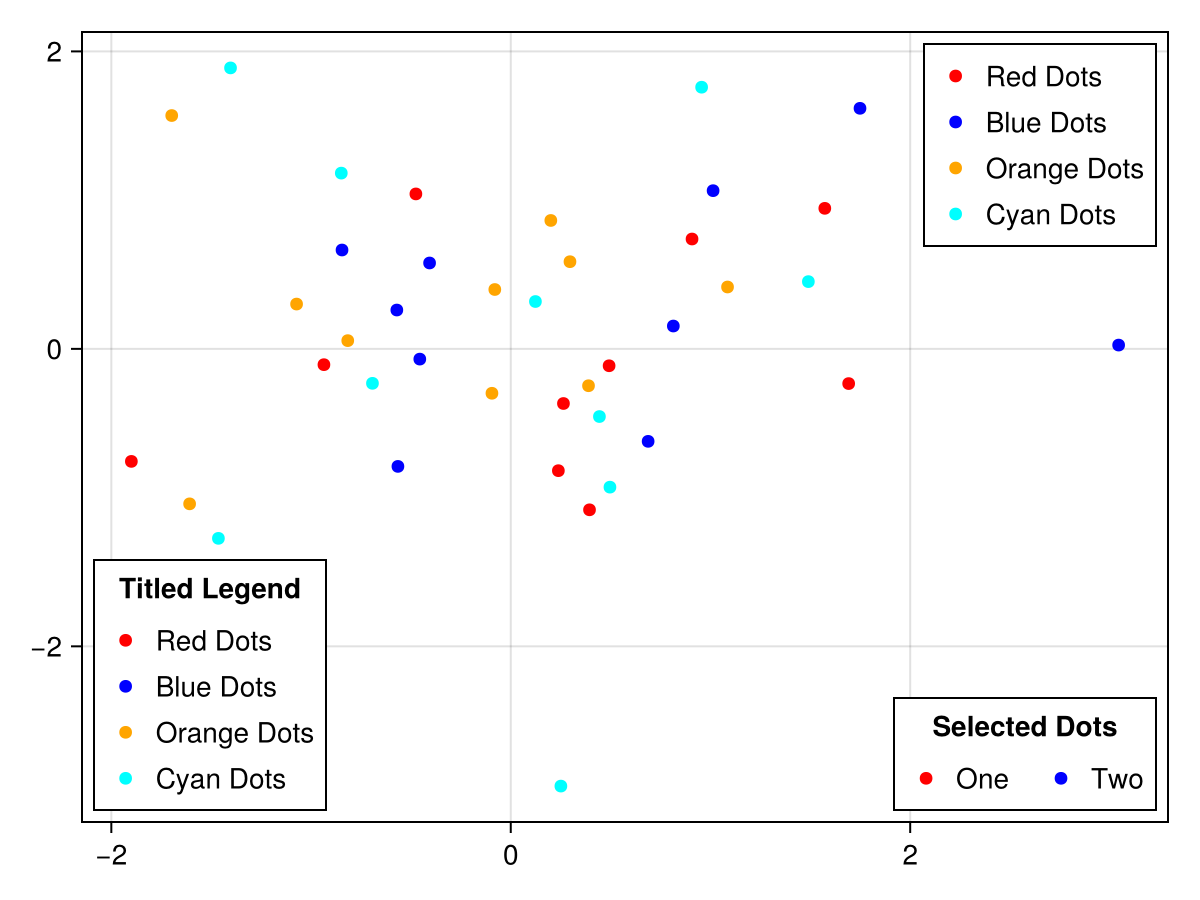 2
0
−2
−2
0
2
Red Dots
Blue Dots
Orange Dots
Cyan Dots
Titled Legend
Red Dots
Blue Dots
Orange Dots
Cyan Dots
Selected Dots
One Two